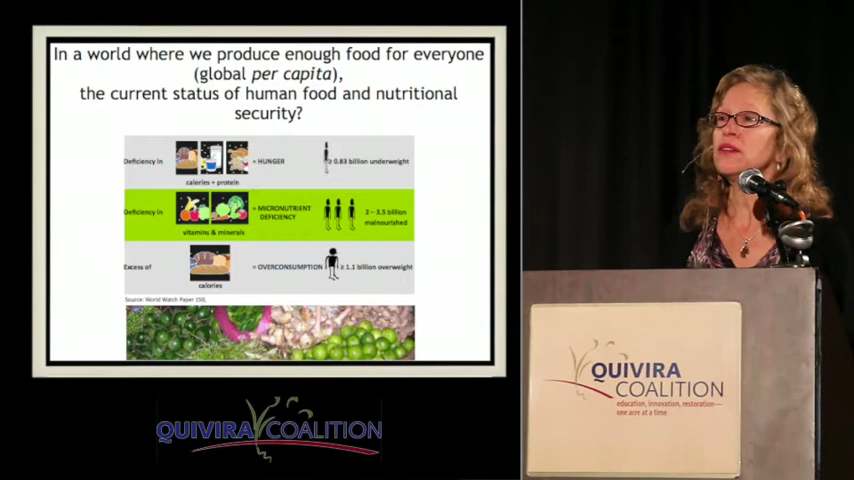 In a world where we produce enough food for everyone
(global per capita),
the current status of human food and nutritional
security?
Deficiency in
calories + protein
= HUNGER
≥ 0.83 billion underweight
Deficiency in
vitamins & minerals
= MICRONUTRIENT
DEFICIENCY
2 – 3.5 billion
malnourished
Excess of
calories
= OVERCONSUMPTION
≥ 1.1 billion overweight
Source: World Watch Paper 150,
QUIVIRA COALITION
QUIVIRA
COALITION
education, innovation, restoration—
one acre at a time